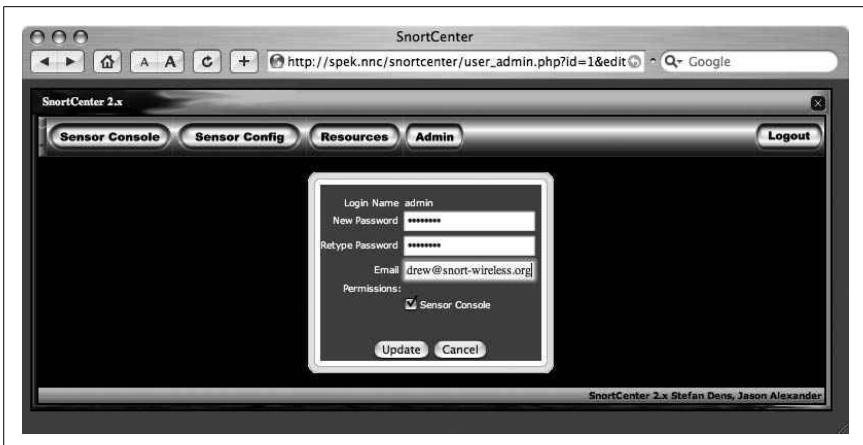 SnortCenter
A A + http://spek.nnc/snortcenter/user_admin.php?id=1&edit Q Google
SnortCenter 2.x
Sensor Console Sensor Config Resources Admin Logout
Login Name admin
New Password ••••••••
Retype Password ••••••••
Email drew@snort-wireless.org
Permissions:
Sensor Console
Update Cancel
SnortCenter 2.x Stefan Dens, Jason Alexander